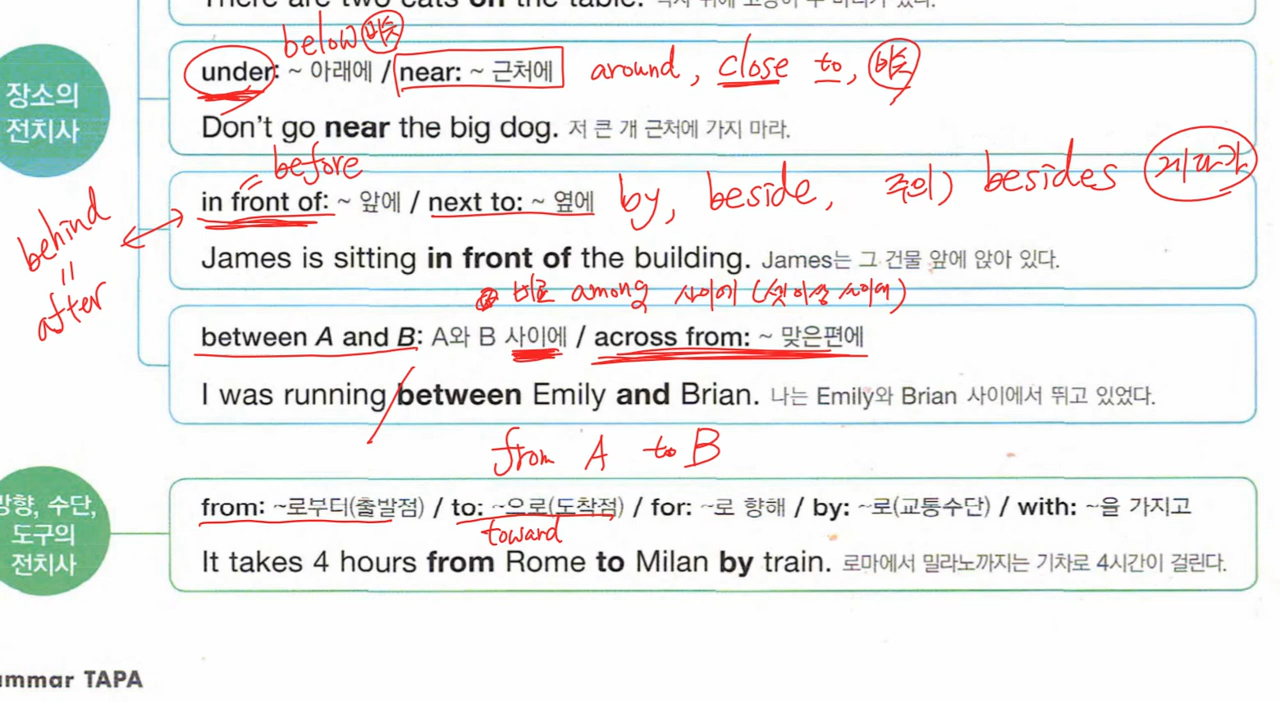 There are two cats on the table.
below 비슷
under: ~ 아래에 / near: ~ 근처에 around, close to, 비슷
장소의
전치사
Don't go near the big dog. 저 큰 개 근처에 가지 마라.
= before
in front of: ~ 앞에 / next to: ~ 옆에 by, beside, 주의) besides 게다가
behind
=
after
James is sitting in front of the building. James는 그 건물 앞에 앉아 있다.
비교 among 사이에 (셋이상 사이에)
between A and B: A와 B 사이에 / across from: ~ 맞은편에
I was running between Emily and Brian. 나는 Emily와 Brian 사이에서 뛰고 있었다.
from A to B
방향, 수단,
도구의
전치사
from: ~로부터(출발점) / to: ~으로(도착점) / for: ~로 향해 / by: ~로(교통수단) / with: ~을 가지고
toward
It takes 4 hours from Rome to Milan by train. 로마에서 밀라노까지는 기차로 4시간이 걸린다.
ammar TAPA